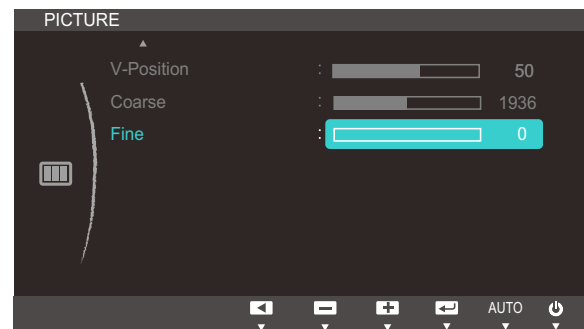 PICTURE
V-Position : 50
Coarse : 1936
Fine : 0
AUTO